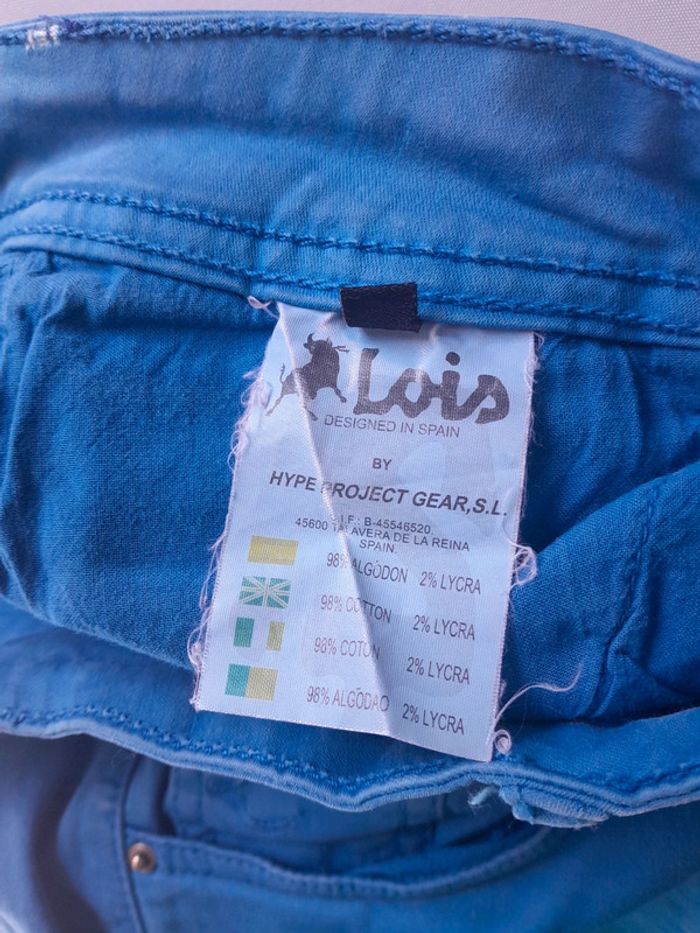 Lois
DESIGNED IN SPAIN
BY
HYPE PROJECT GEAR,S.L.
I.F.: B-45546520
45600 TALAVERA DE LA REINA
SPAIN.
98% ALGODON 2% LYCRA
98% COTTON 2% LYCRA
98% COTON 2% LYCRA
98% ALGODAO 2% LYCRA